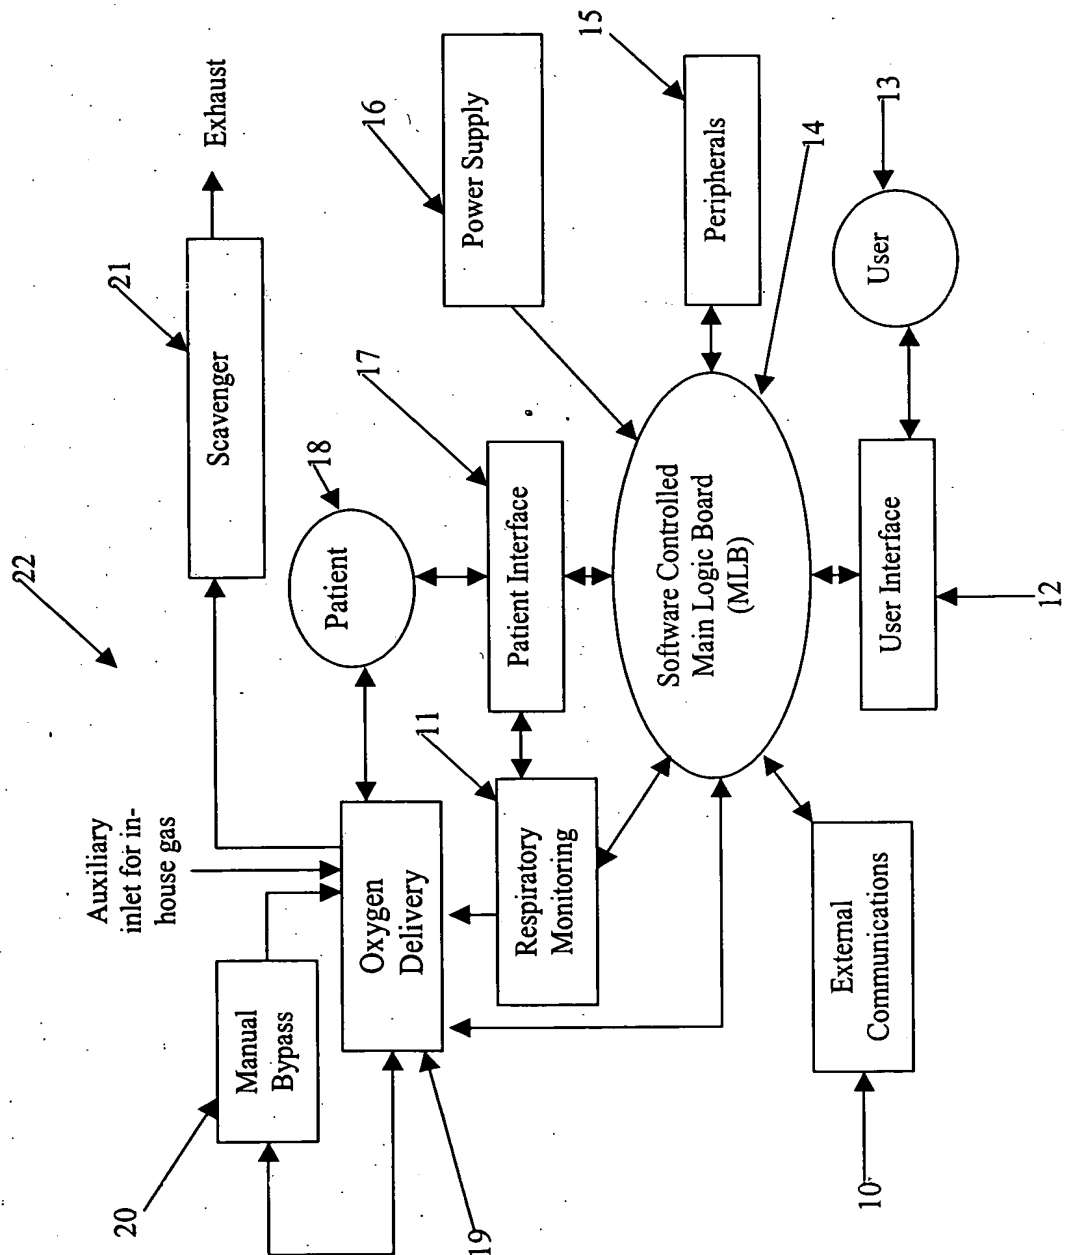 22
20
Manual
Bypass
Auxiliary
inlet for in-
house gas
21
Scavenger
Exhaust
19
Oxygen
Delivery
18
Patient
16
Power Supply
11
Respiratory
Monitoring
17
Patient Interface
15
Peripherals
Software Controlled
Main Logic Board
(MLB)
14
10
External
Communications
12
User Interface
User
13